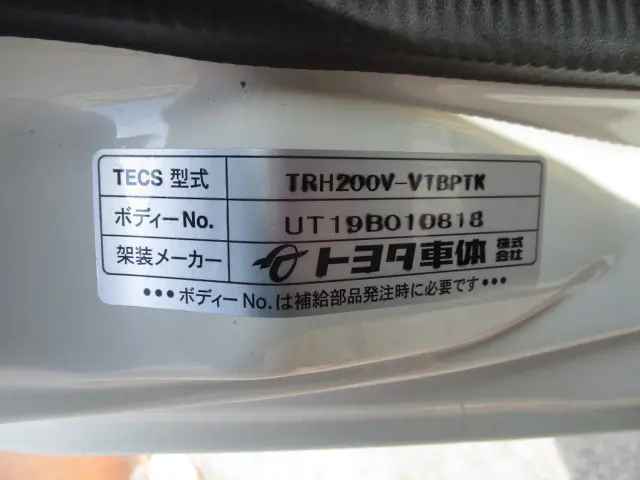 TECS 型式 TRH200V-VTBPTK
ボディーNo. UT19B010818
架装メーカー トヨタ車体 株式会社
•••ボディーNo.は補給部品発注時に必要です•••